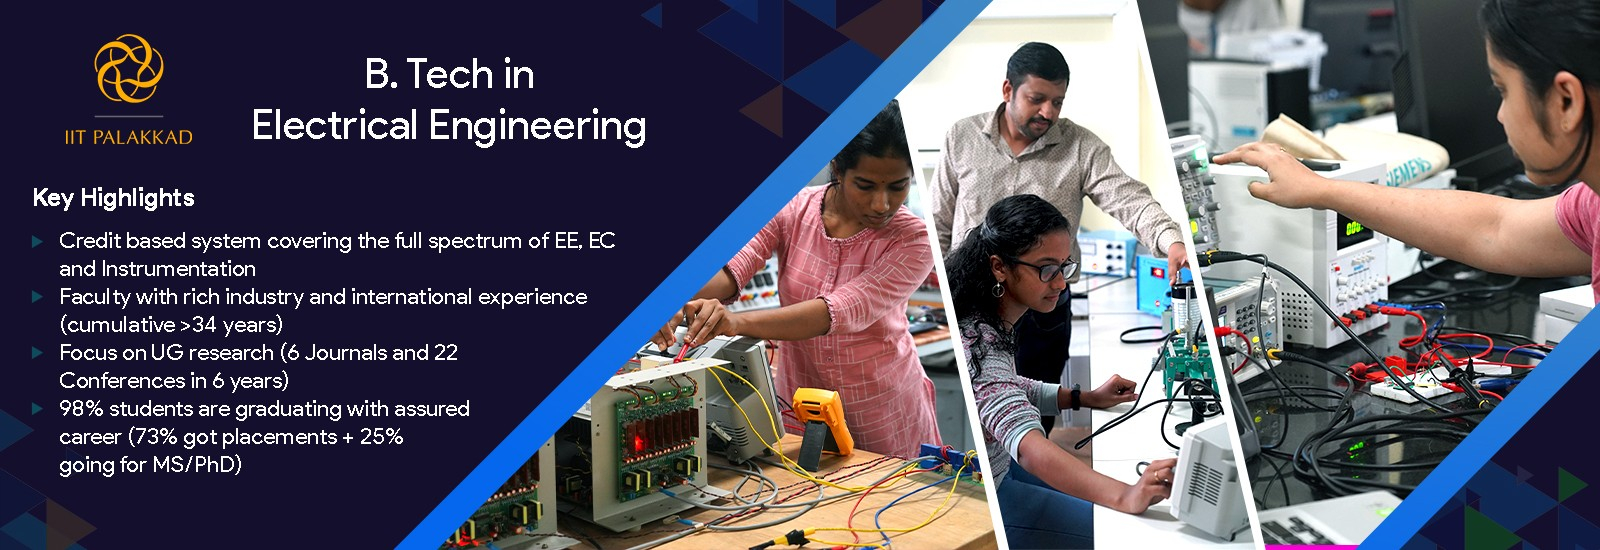 IIT PALAKKAD
B. Tech in
Electrical Engineering
Key Highlights
Credit based system covering the full spectrum of EE, EC
and Instrumentation
Faculty with rich industry and international experience
(cumulative >34 years)
Focus on UG research (6 Journals and 22
Conferences in 6 years)
98% students are graduating with assured
career (73% got placements + 25%
going for MS/PhD)
SIEMENS